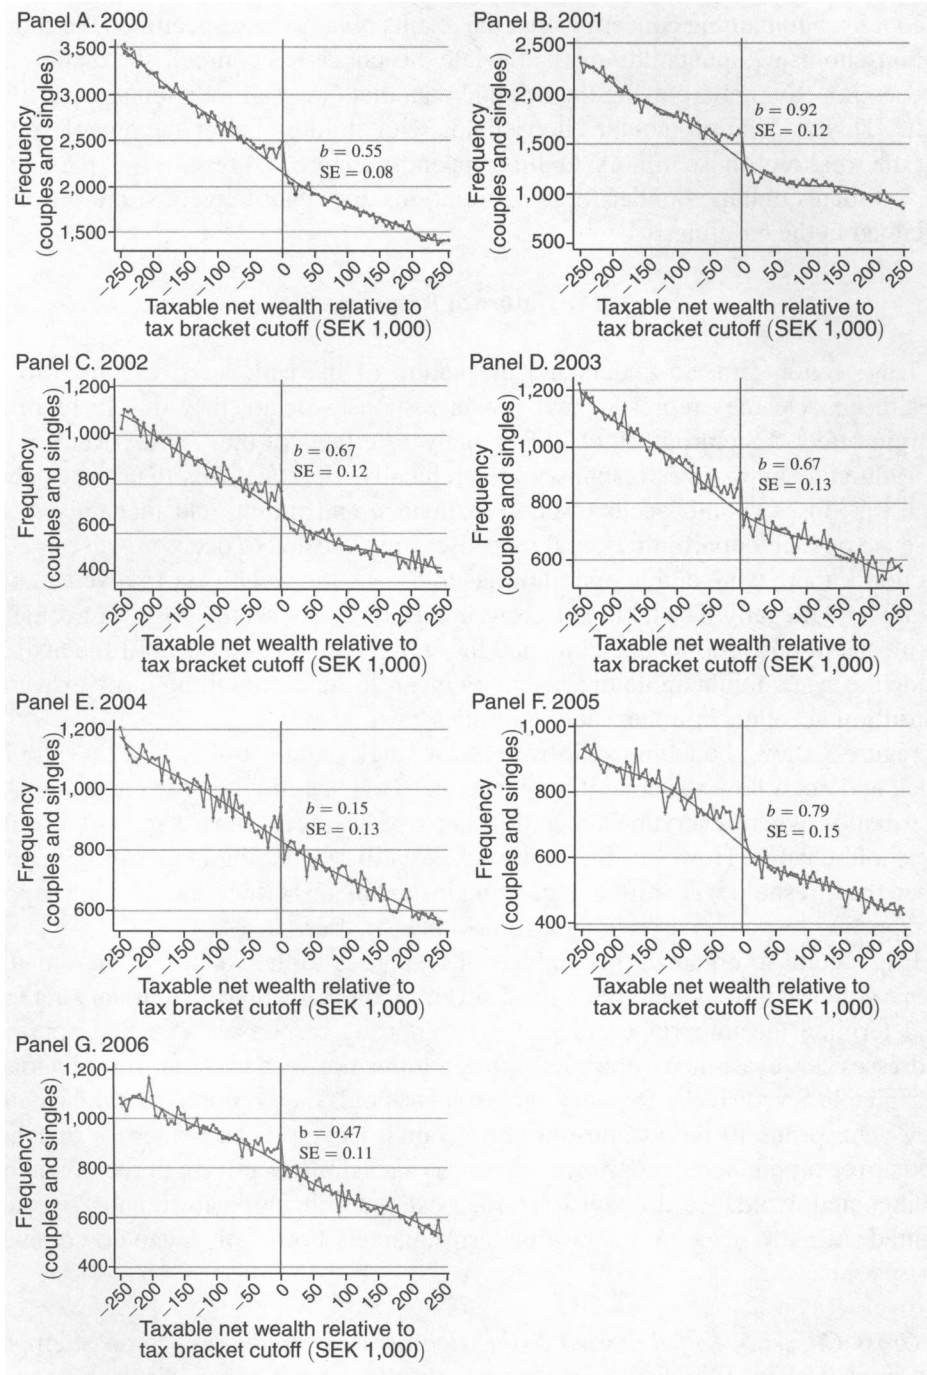 Panel A. 2000
3,500
3,000
2,500
2,000
1,500
Frequency
(couples and singles)
b = 0.55
SE = 0.08
−250
−200
−150
−100
−50
0
50
100
150
200
250
Taxable net wealth relative to
tax bracket cutoff (SEK 1,000)
Panel B. 2001
2,500
2,000
1,500
1,000
500
Frequency
(couples and singles)
b = 0.92
SE = 0.12
−250
−200
−150
−100
−50
0
50
100
150
200
250
Taxable net wealth relative to
tax bracket cutoff (SEK 1,000)
Panel C. 2002
1,200
1,000
800
600
400
Frequency
(couples and singles)
b = 0.67
SE = 0.12
−250
−200
−150
−100
−50
0
50
100
150
200
250
Taxable net wealth relative to
tax bracket cutoff (SEK 1,000)
Panel D. 2003
1,200
1,000
800
600
Frequency
(couples and singles)
b = 0.67
SE = 0.13
−250
−200
−150
−100
−50
0
50
100
150
200
250
Taxable net wealth relative to
tax bracket cutoff (SEK 1,000)
Panel E. 2004
1,200
1,000
800
600
Frequency
(couples and singles)
b = 0.15
SE = 0.13
−250
−200
−150
−100
−50
0
50
100
150
200
250
Taxable net wealth relative to
tax bracket cutoff (SEK 1,000)
Panel F. 2005
1,000
800
600
400
Frequency
(couples and singles)
b = 0.79
SE = 0.15
−250
−200
−150
−100
−50
0
50
100
150
200
250
Taxable net wealth relative to
tax bracket cutoff (SEK 1,000)
Panel G. 2006
1,200
1,000
800
600
400
Frequency
(couples and singles)
b = 0.47
SE = 0.11
−250
−200
−150
−100
−50
0
50
100
150
200
250
Taxable net wealth relative to
tax bracket cutoff (SEK 1,000)